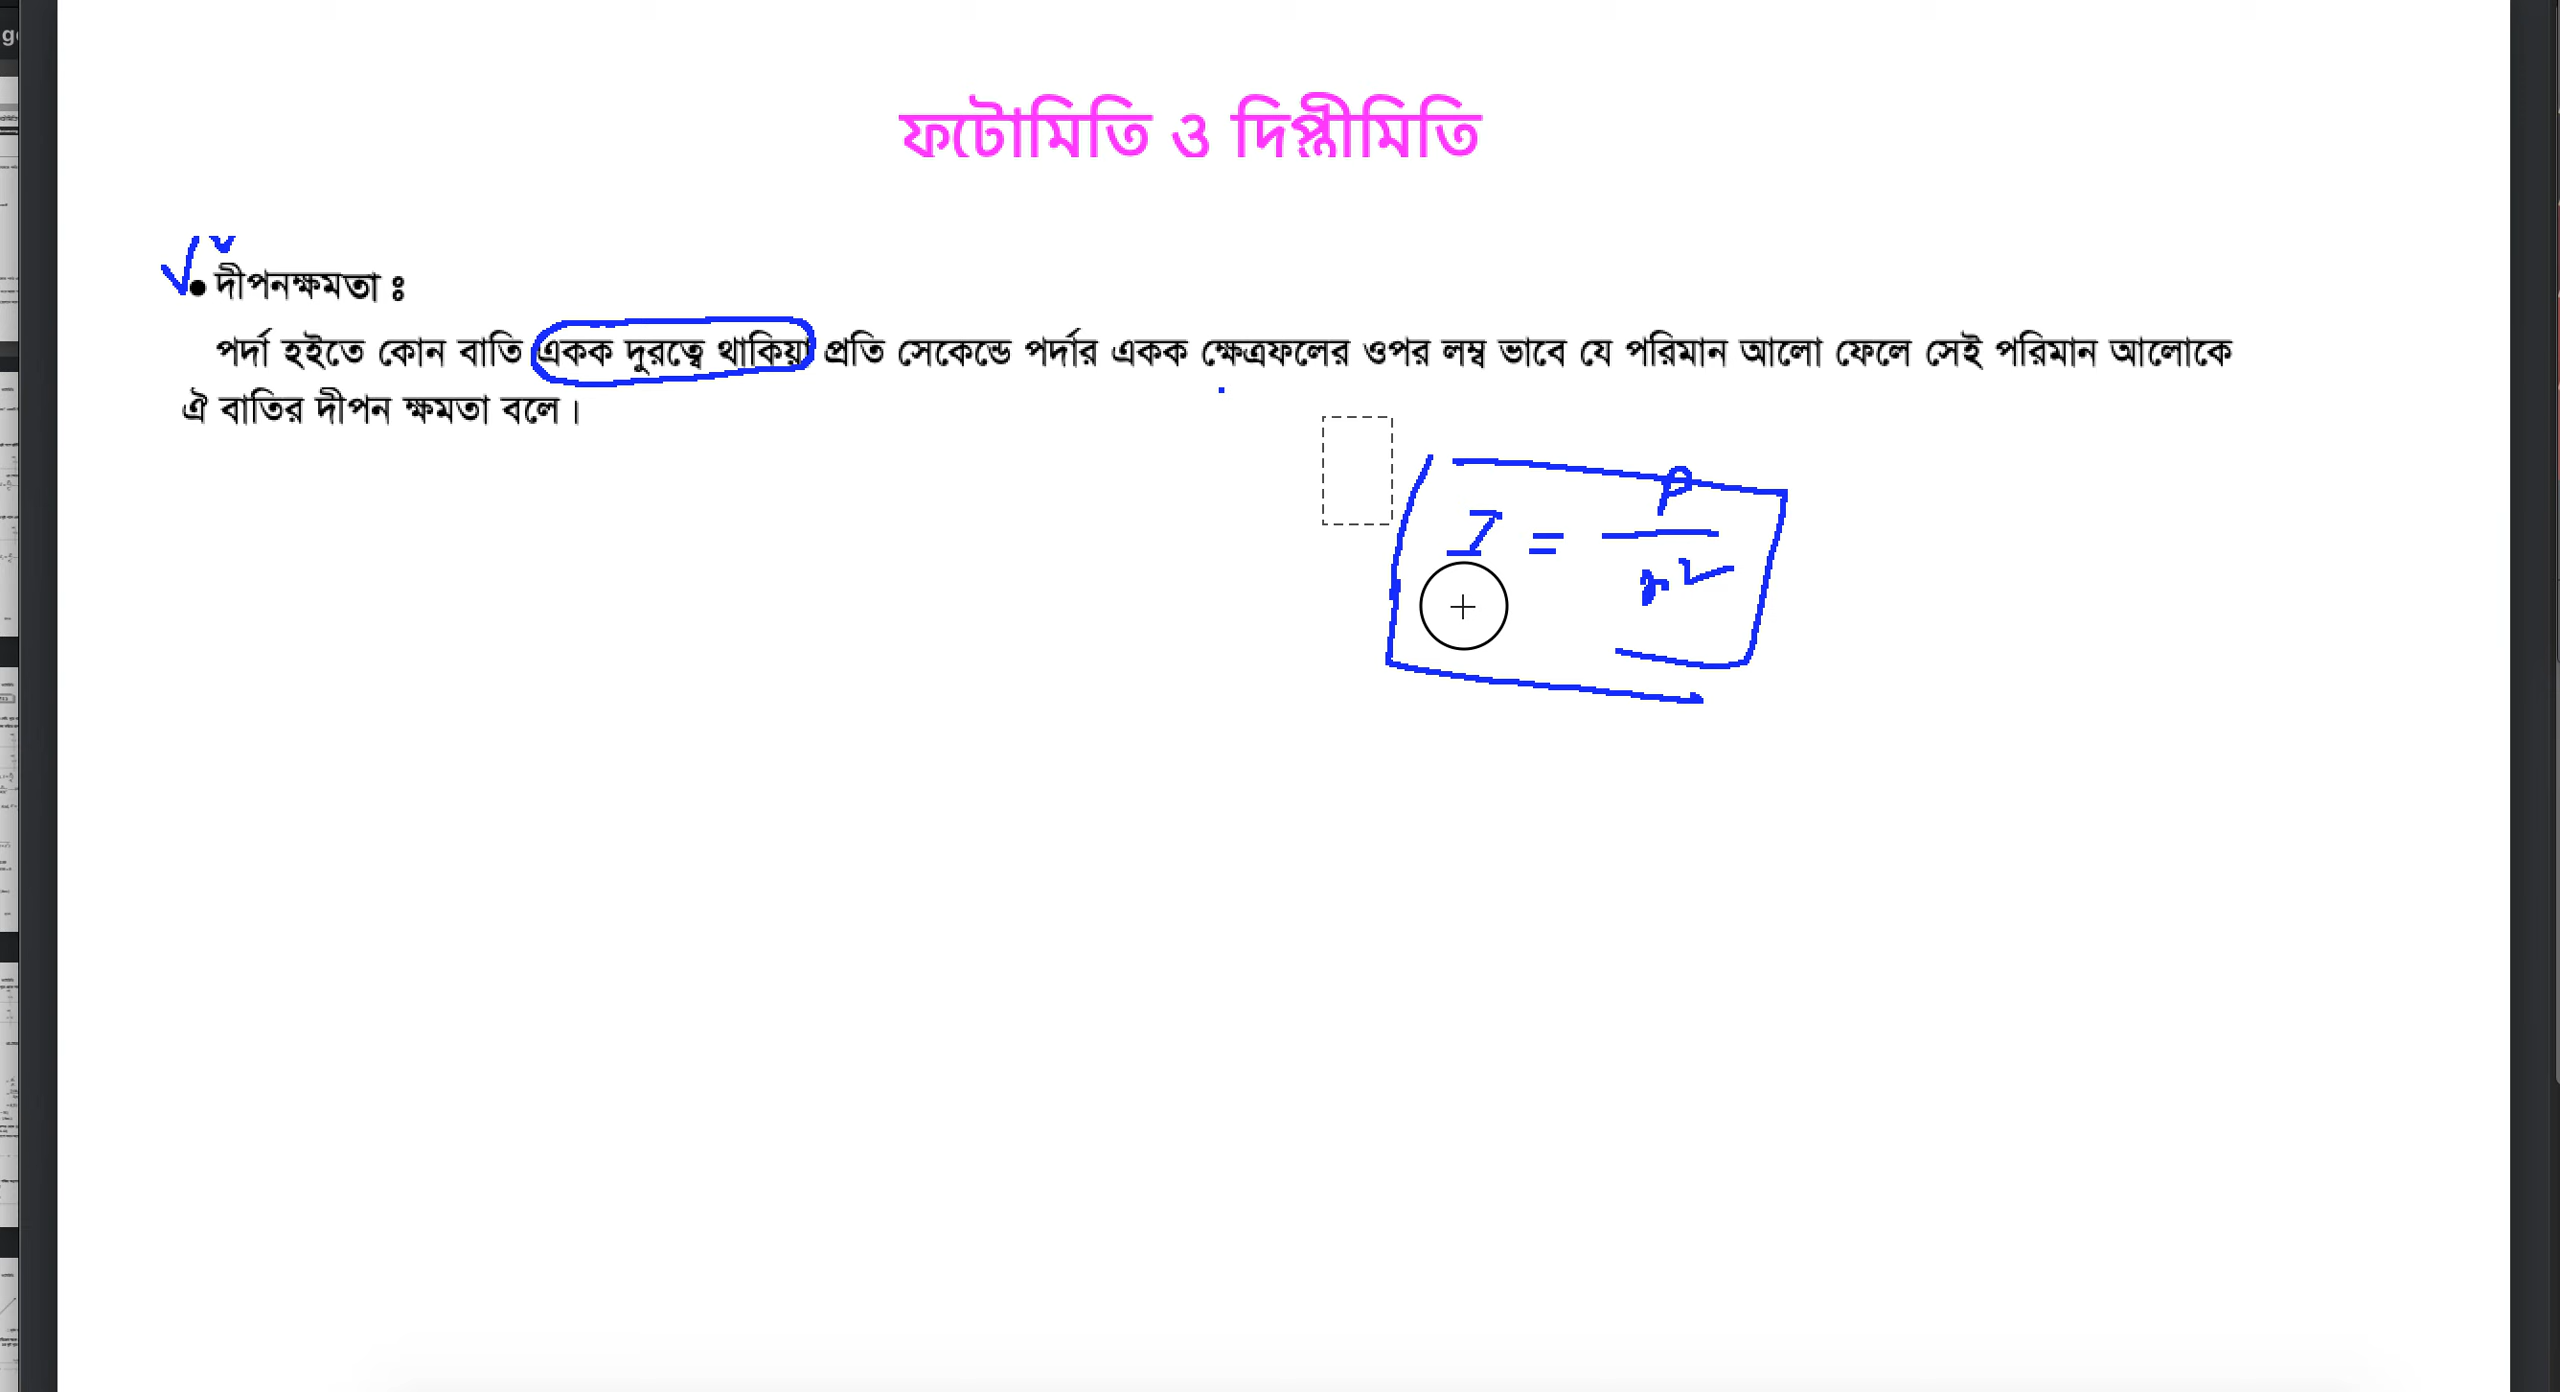 ফটোমিতি ও দিপ্তীমিতি
• দীপনক্ষমতা ঃ
পর্দা হইতে কোন বাতি একক দুরত্বে থাকিয়া প্রতি সেকেন্ডে পর্দার একক ক্ষেত্রফলের ওপর লম্ব ভাবে যে পরিমান আলো ফেলে সেই পরিমান আলোকে
ঐ বাতির দীপন ক্ষমতা বলে।
I = P / r²